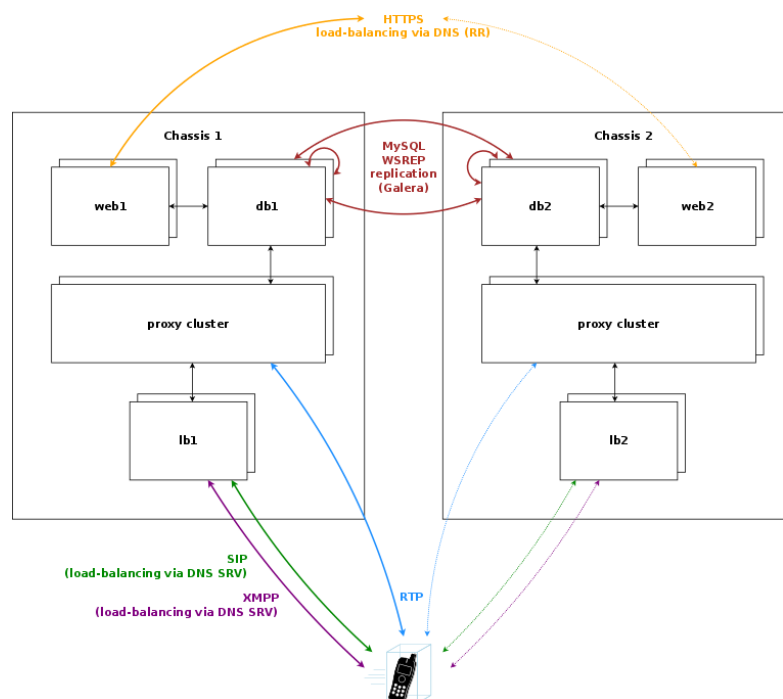 HTTPS
load-balancing via DNS (RR)
Chassis 1
Chassis 2
MySQL
WSREP
replication
(Galera)
web1
db1
db2
web2
proxy cluster
proxy cluster
lb1
lb2
SIP
(load-balancing via DNS SRV)
XMPP
(load-balancing via DNS SRV)
RTP